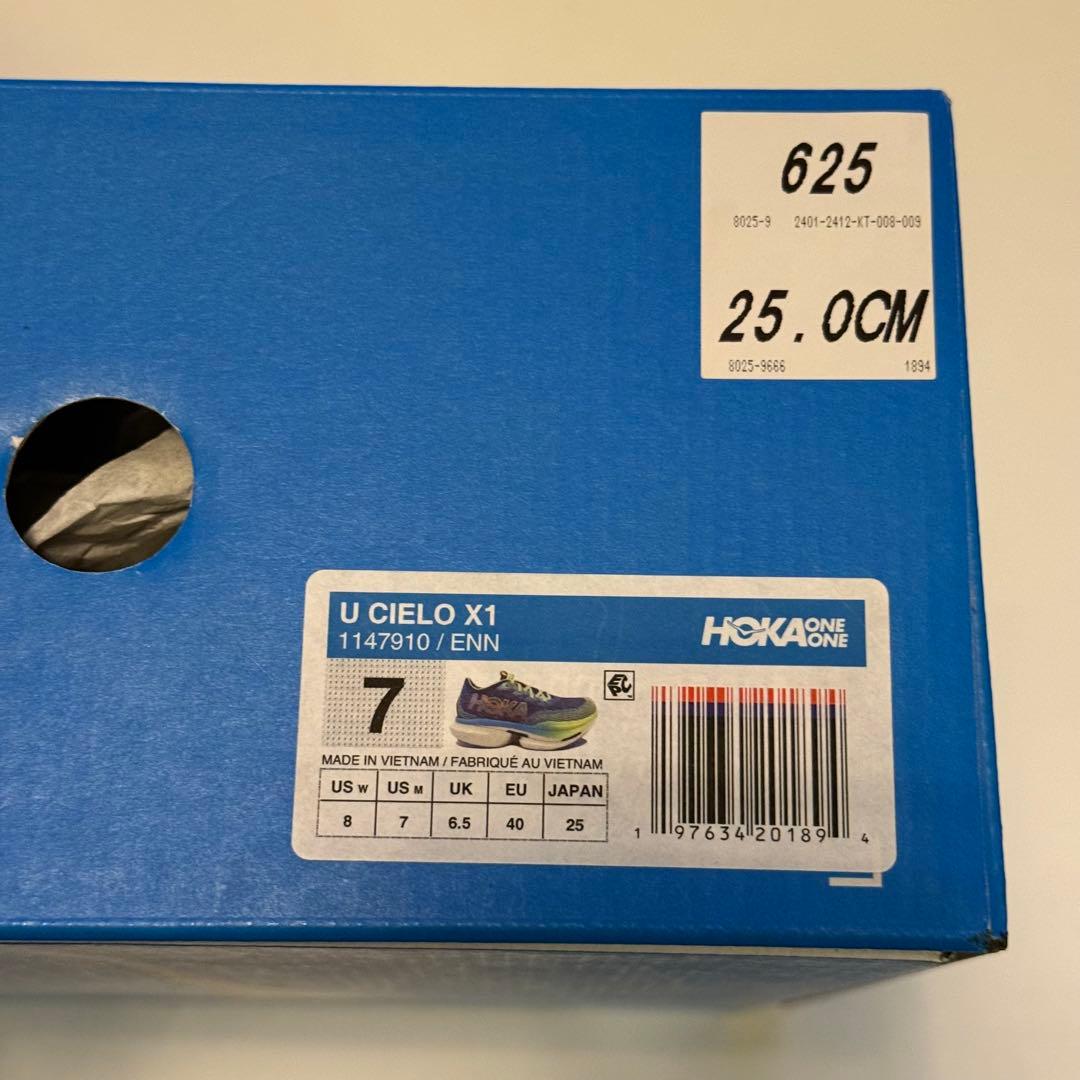 625
8025-9 2401-2412-KT-008-009
25.0CM
8025-9666 1894
U CIELO X1
1147910 / ENN
HOKA ONE ONE
7
HOKA
MADE IN VIETNAM / FABRIQUÉ AU VIETNAM
US W US M UK EU JAPAN
8 7 6.5 40 25
1 97634 20189 4